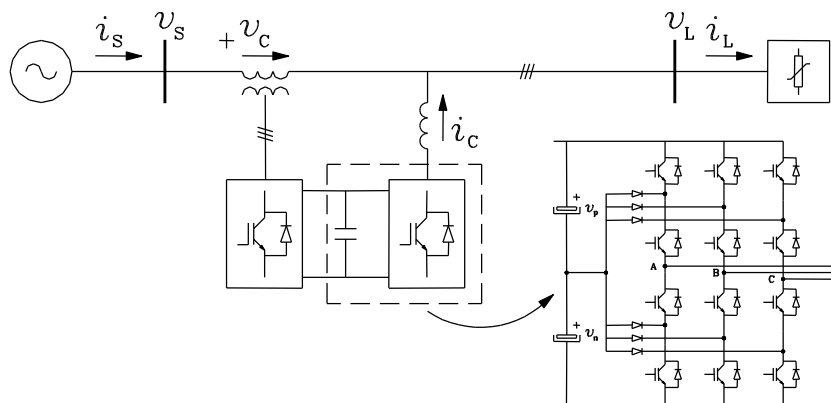 i_S
v_S
+ v_C
v_L
i_L
i_C
+
v_p
A
B
C
+
v_n